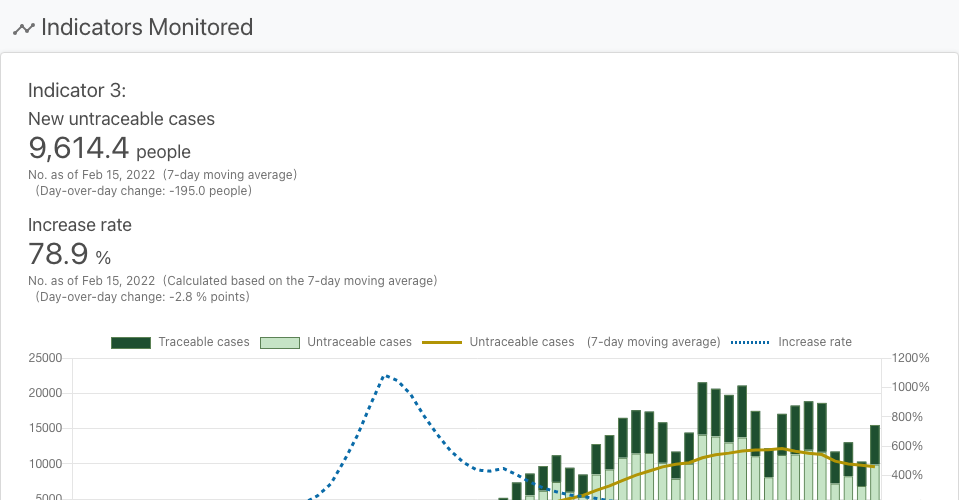 Indicators Monitored
Indicator 3:
New untraceable cases
9,614.4 people
No. as of Feb 15, 2022 (7-day moving average)
(Day-over-day change: -195.0 people)
Increase rate
78.9 %
No. as of Feb 15, 2022 (Calculated based on the 7-day moving average)
(Day-over-day change: -2.8 % points)
Traceable cases Untraceable cases Untraceable cases (7-day moving average) Increase rate
25000 1200%
20000 1000%
15000 800%
10000 600%
5000 400%